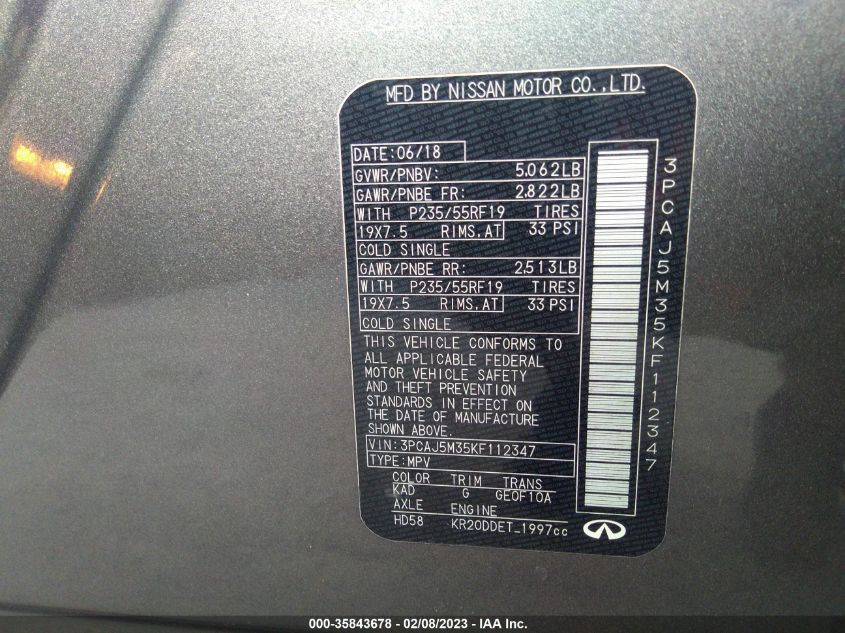 MFD BY NISSAN MOTOR CO.,LTD.
DATE:06/18
GVWR/PNBV: 5.062LB
GAWR/PNBE FR: 2.822LB
WITH P235/55RF19 TIRES
19X7.5 RIMS,AT 33 PSI
COLD SINGLE
GAWR/PNBE RR: 2.513LB
WITH P235/55RF19 TIRES
19X7.5 RIMS,AT 33 PSI
COLD SINGLE
THIS VEHICLE CONFORMS TO
ALL APPLICABLE FEDERAL
MOTOR VEHICLE SAFETY
AND THEFT PREVENTION
STANDARDS IN EFFECT ON
THE DATE OF MANUFACTURE
SHOWN ABOVE.
VIN:3PCAJ5M35KF112347
TYPE:MPV
COLOR TRIM TRANS
KAD G GE0F10A
AXLE ENGINE
HD58 KR20DDET_1997cc
3PCAJ5M35KF112347
000-35843678 - 02/08/2023 - IAA Inc.